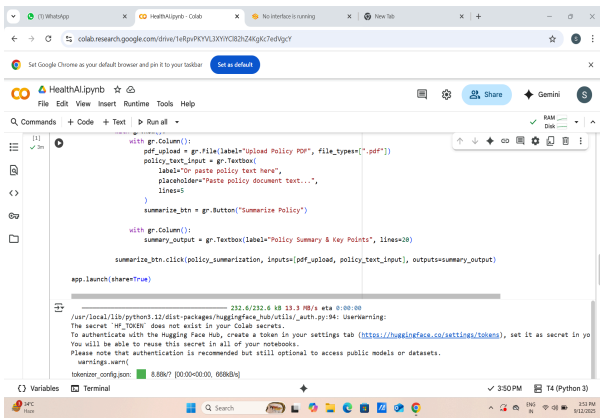 (1) WhatsApp
HealthAI.ipynb - Colab
No interface is running
New Tab
colab.research.google.com/drive/1eRpvPKYVL3XYiYCl82hZ4KgKc7edVgcY
S
Set Google Chrome as your default browser and pin it to your taskbar
Set as default
HealthAI.ipynb
File Edit View Insert Runtime Tools Help
Share
Gemini
S
Commands + Code + Text Run all
RAM
Disk
[1]
3m
with gr.Column():
pdf_upload = gr.File(label="Upload Policy PDF", file_types=[".pdf"])
policy_text_input = gr.Textbox(
label="Or paste policy text here",
placeholder="Paste policy document text...",
lines=5
)
summarize_btn = gr.Button("Summarize Policy")
with gr.Column():
summary_output = gr.Textbox(label="Policy Summary & Key Points", lines=20)
summarize_btn.click(policy_summarization, inputs=[pdf_upload, policy_text_input], outputs=summary_output)
app.launch(share=True)
232.6/232.6 kB 13.3 MB/s eta 0:00:00
/usr/local/lib/python3.12/dist-packages/huggingface_hub/utils/_auth.py:94: UserWarning:
The secret `HF_TOKEN` does not exist in your Colab secrets.
To authenticate with the Hugging Face Hub, create a token in your settings tab (https://huggingface.co/settings/tokens), set it as secret in yo
You will be able to reuse this secret in all of your notebooks.
Please note that authentication is recommended but still optional to access public models or datasets.
warnings.warn(
tokenizer_config.json: 8.88k/? [00:00<00:00, 668kB/s]
Variables Terminal
3:50 PM T4 (Python 3)
34°C
Haze
Search
ENG
IN
3:53 PM
9/12/2025